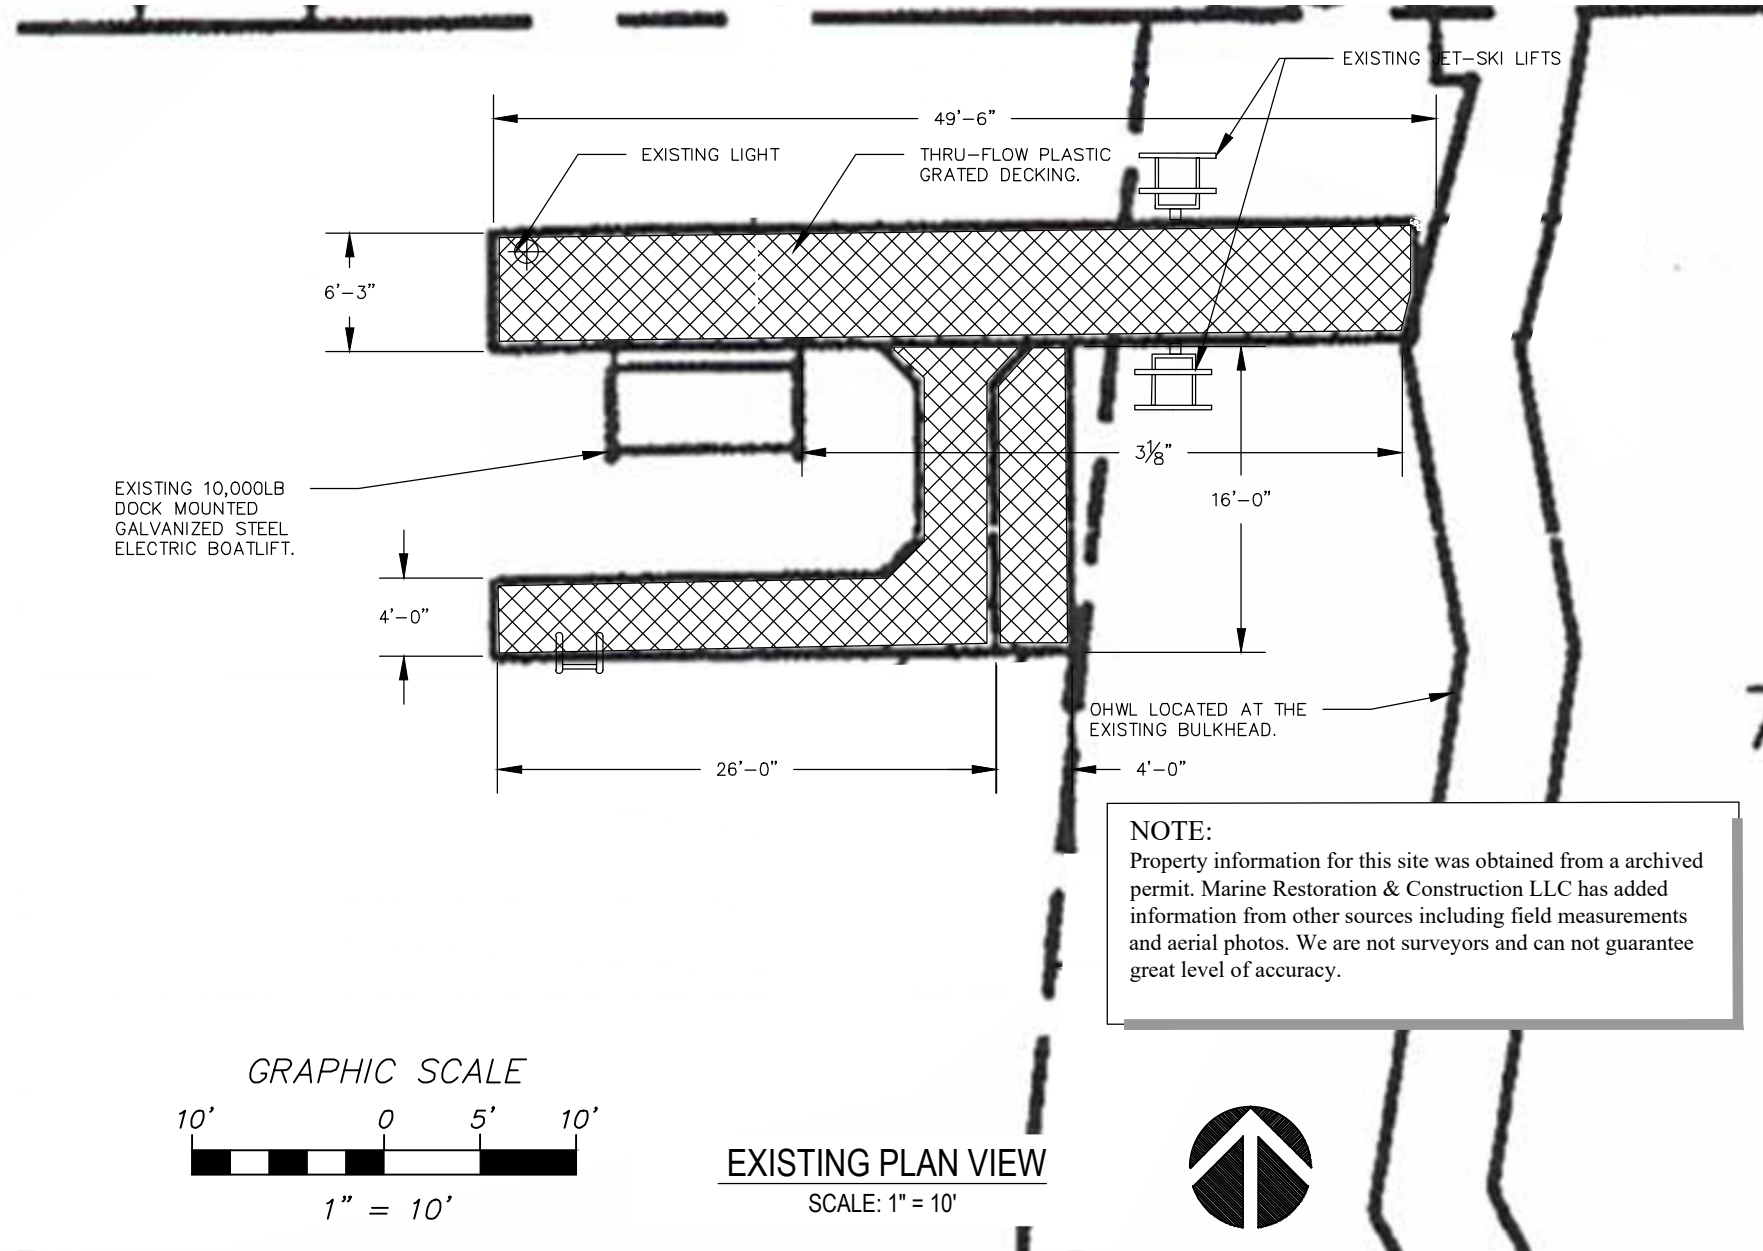 EXISTING JET-SKI LIFTS
49'-6"
EXISTING LIGHT
THRU-FLOW PLASTIC
GRATED DECKING.
6'-3"
3⅛"
EXISTING 10,000LB
DOCK MOUNTED
GALVANIZED STEEL
ELECTRIC BOATLIFT.
16'-0"
4'-0"
OHWL LOCATED AT THE
EXISTING BULKHEAD.
26'-0"
4'-0"
NOTE:
Property information for this site was obtained from a archived
permit. Marine Restoration & Construction LLC has added
information from other sources including field measurements
and aerial photos. We are not surveyors and can not guarantee
great level of accuracy.
GRAPHIC SCALE
10' 0 5' 10'
1" = 10'
EXISTING PLAN VIEW
SCALE: 1" = 10'